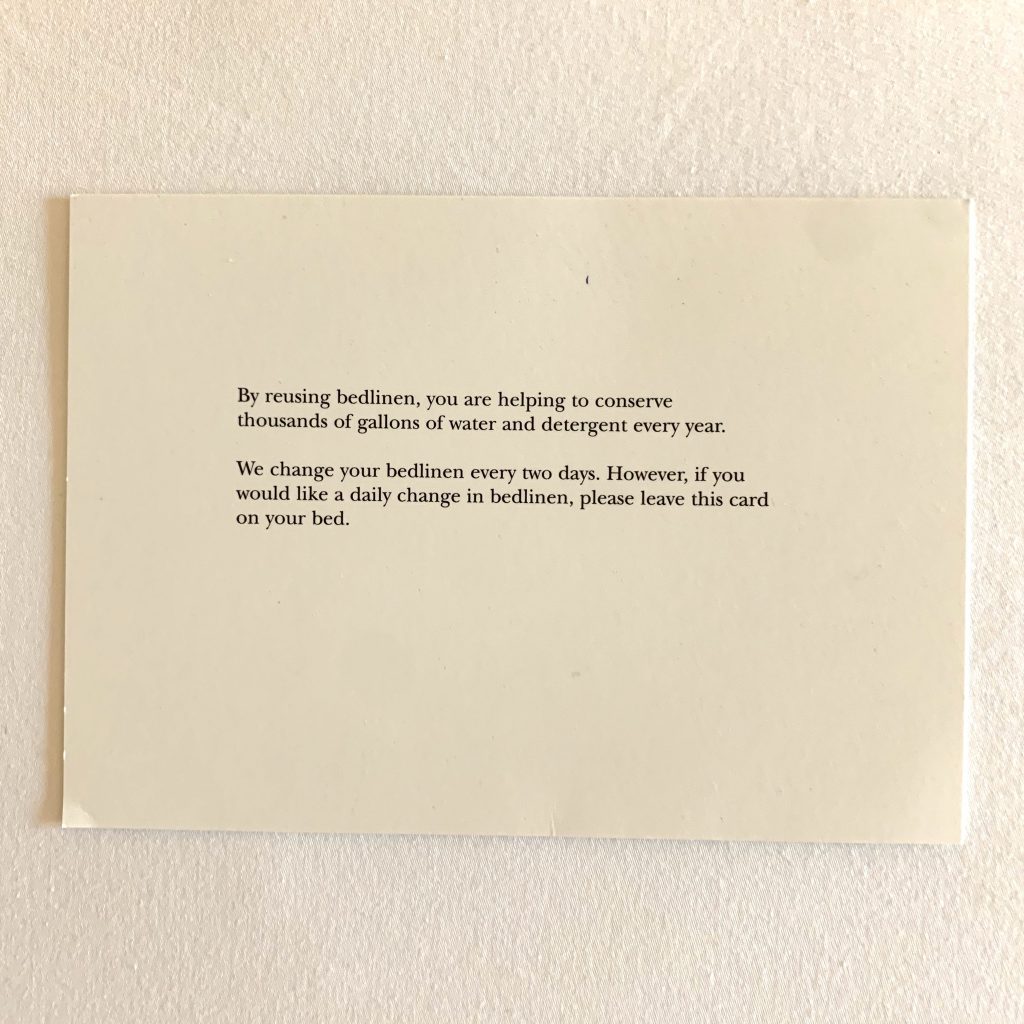 By reusing bedlinen, you are helping to conserve
thousands of gallons of water and detergent every year.
We change your bedlinen every two days. However, if you
would like a daily change in bedlinen, please leave this card
on your bed.